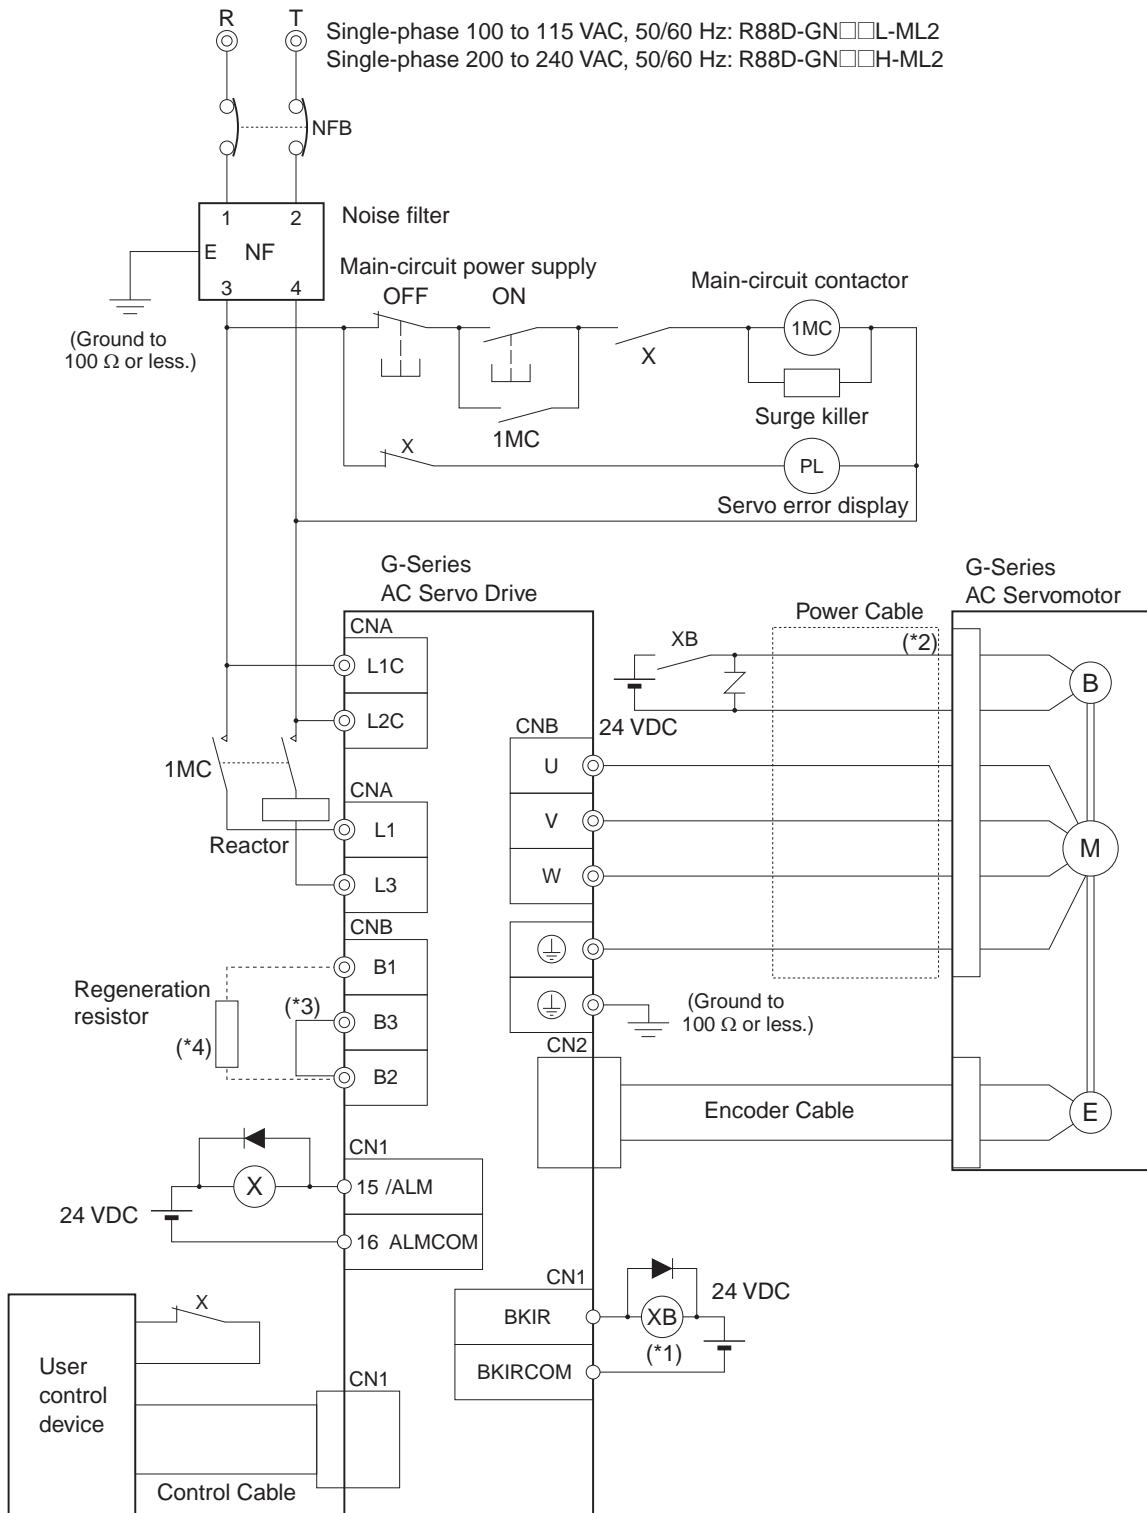 R T
Single-phase 100 to 115 VAC, 50/60 Hz: R88D-GN□□L-ML2
Single-phase 200 to 240 VAC, 50/60 Hz: R88D-GN□□H-ML2
NFB
1 2
Noise filter
E NF
3 4
(Ground to
100 Ω or less.)
Main-circuit power supply
OFF ON
Main-circuit contactor
1MC
X
Surge killer
1MC
X
PL
Servo error display
G-Series
AC Servo Drive
G-Series
AC Servomotor
CNA
L1C
L2C
Power Cable
XB
(*2)
24 VDC
B
CNB
U
V
W
M
1MC
CNA
Reactor
L1
L3
CNB
B1
Regeneration
resistor
(*3)
B3
(*4)
B2
(Ground to
100 Ω or less.)
CN2
Encoder Cable
E
CN1
X
15 /ALM
24 VDC
16 ALMCOM
CN1
24 VDC
BKIR
XB
(*1)
BKIRCOM
X
User
control
device
CN1
Control Cable